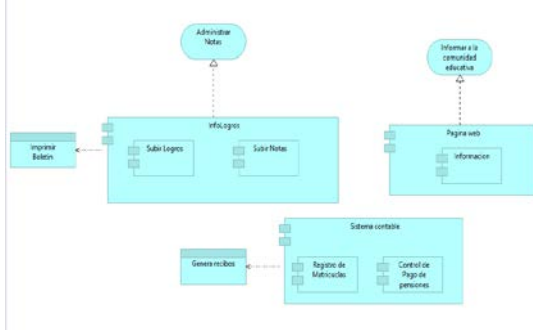 Administrar
Notas
Informar a la
comunidad
educativa
InfoLogros
Pagina web
Imprimir
Boletin
Subir Logros
Subir Notas
Informacion
Sistema contable
Genera recibos
Registro de
Matriculas
Control de
Pago de
pensiones